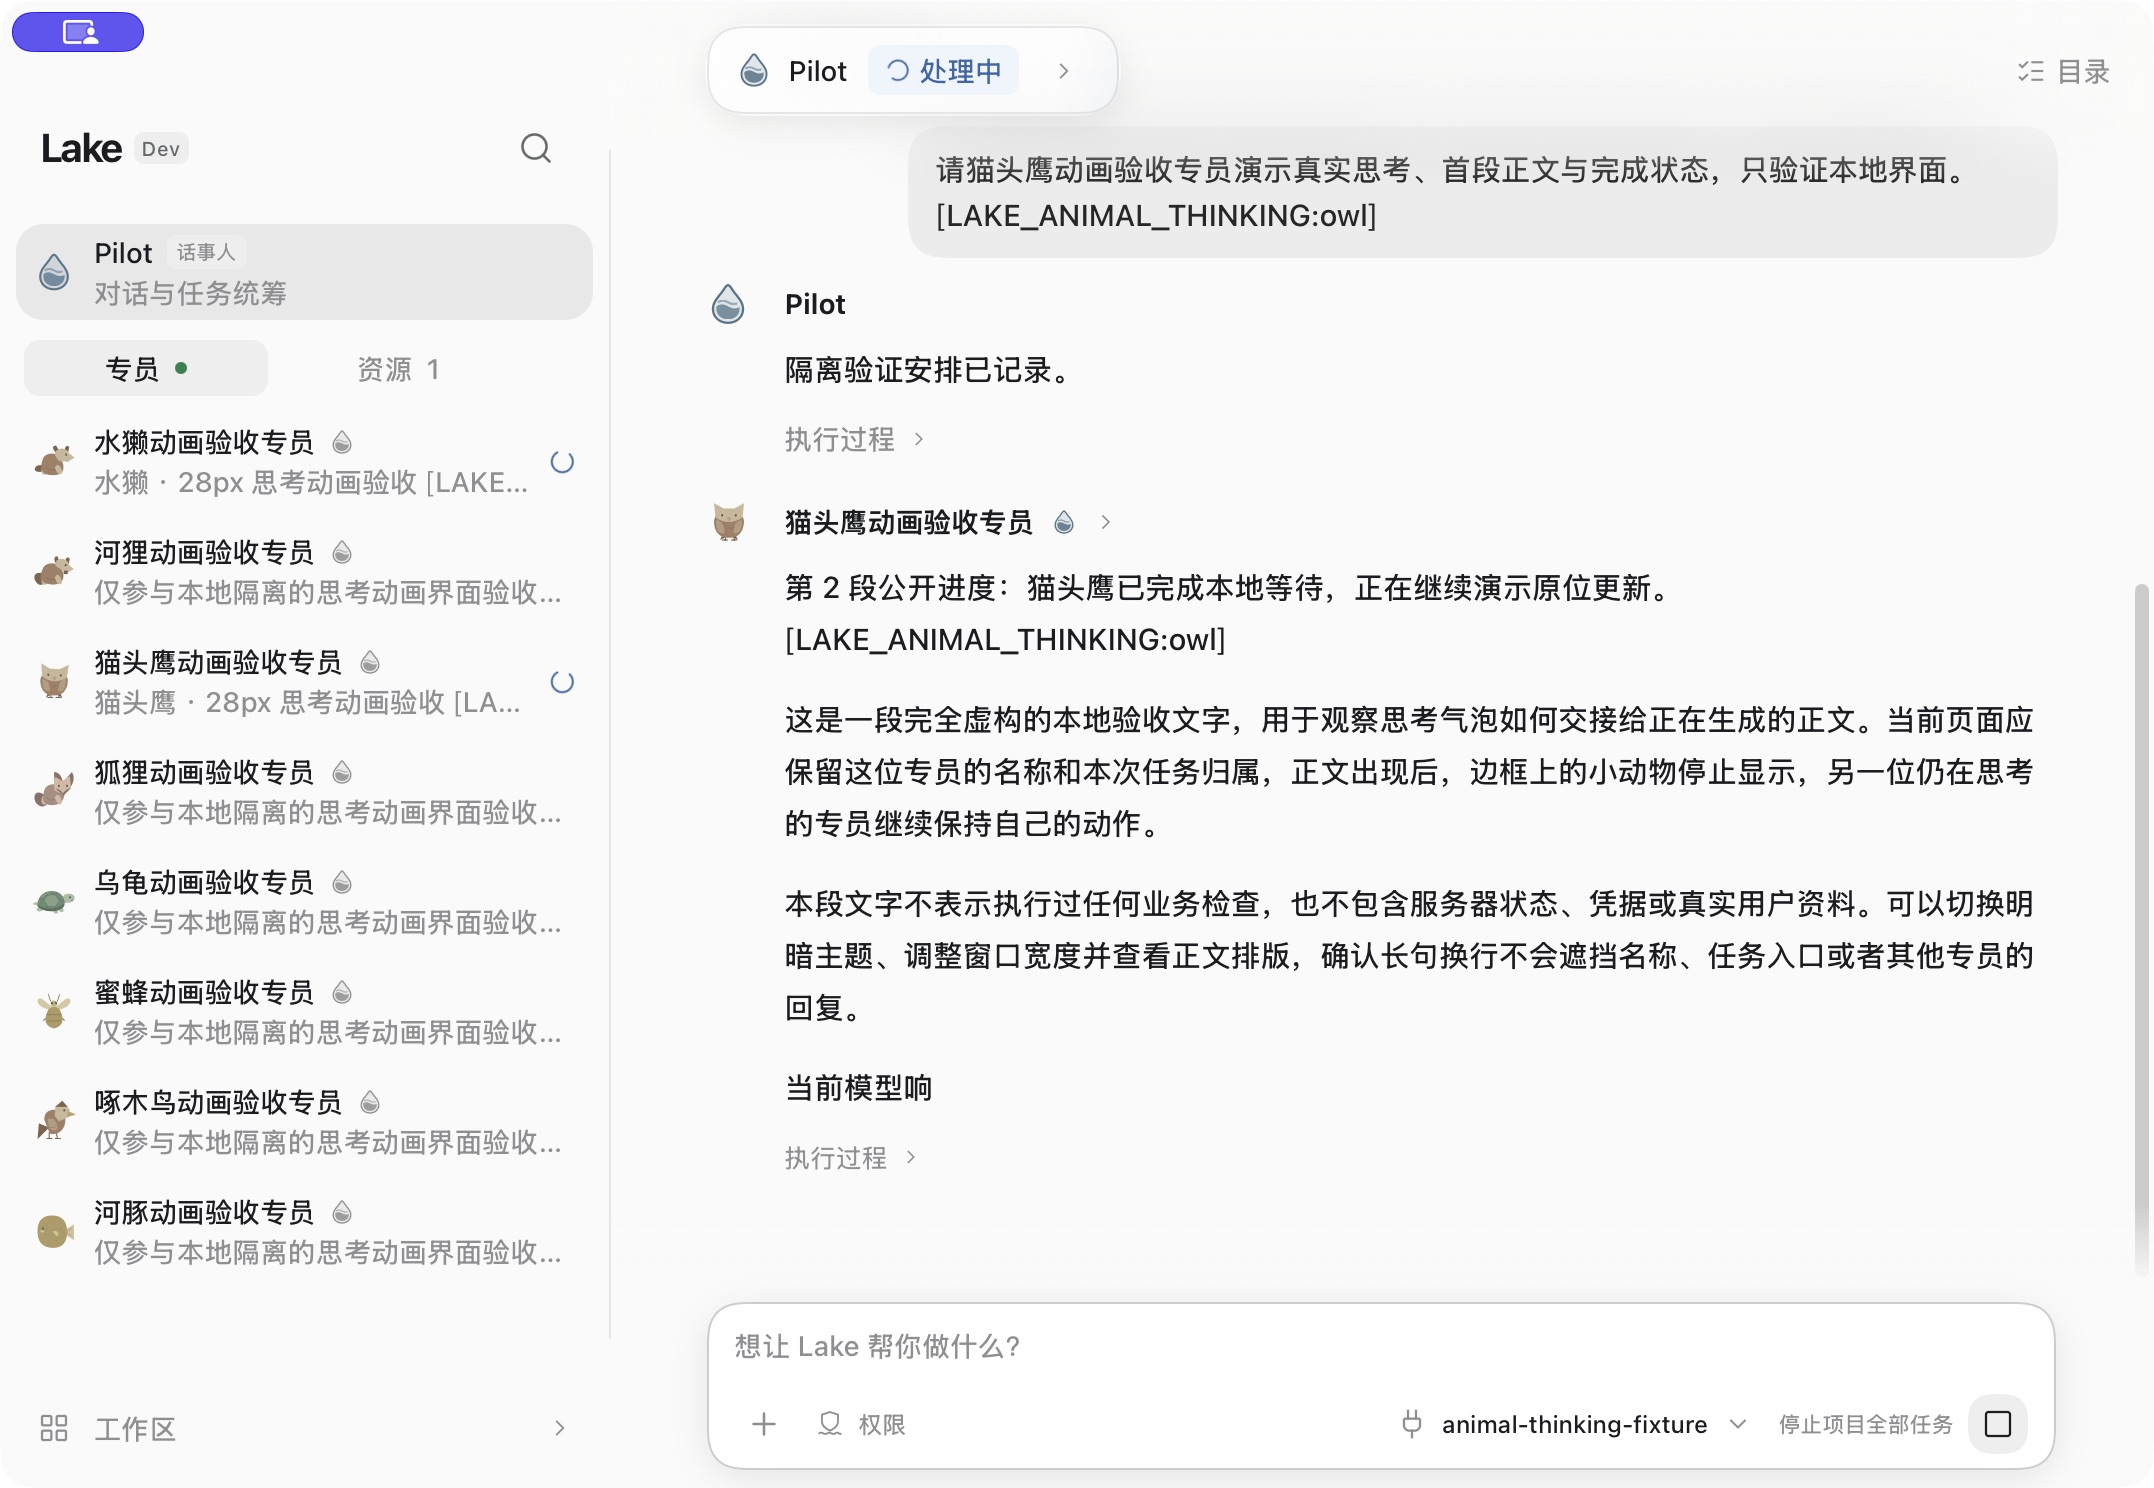 Pilot 处理中
目录
Lake Dev
Pilot 话事人
对话与任务统筹
专员
资源 1
水獭动画验收专员
水獭 · 28px 思考动画验收 [LAKE...
河狸动画验收专员
仅参与本地隔离的思考动画界面验收...
猫头鹰动画验收专员
猫头鹰 · 28px 思考动画验收 [LA...
狐狸动画验收专员
仅参与本地隔离的思考动画界面验收...
乌龟动画验收专员
仅参与本地隔离的思考动画界面验收...
蜜蜂动画验收专员
仅参与本地隔离的思考动画界面验收...
啄木鸟动画验收专员
仅参与本地隔离的思考动画界面验收...
河豚动画验收专员
仅参与本地隔离的思考动画界面验收...
工作区
请猫头鹰动画验收专员演示真实思考、首段正文与完成状态，只验证本地界面。
[LAKE_ANIMAL_THINKING:owl]
Pilot
隔离验证安排已记录。
执行过程
猫头鹰动画验收专员
第 2 段公开进度：猫头鹰已完成本地等待，正在继续演示原位更新。
[LAKE_ANIMAL_THINKING:owl]
这是一段完全虚构的本地验收文字，用于观察思考气泡如何交接给正在生成的正文。当前页面应
保留这位专员的名称和本次任务归属，正文出现后，边框上的小动物停止显示，另一位仍在思考
的专员继续保持自己的动作。
本段文字不表示执行过任何业务检查，也不包含服务器状态、凭据或真实用户资料。可以切换明
暗主题、调整窗口宽度并查看正文排版，确认长句换行不会遮挡名称、任务入口或者其他专员的
回复。
当前模型响
执行过程
想让 Lake 帮你做什么?
权限
animal-thinking-fixture
停止项目全部任务